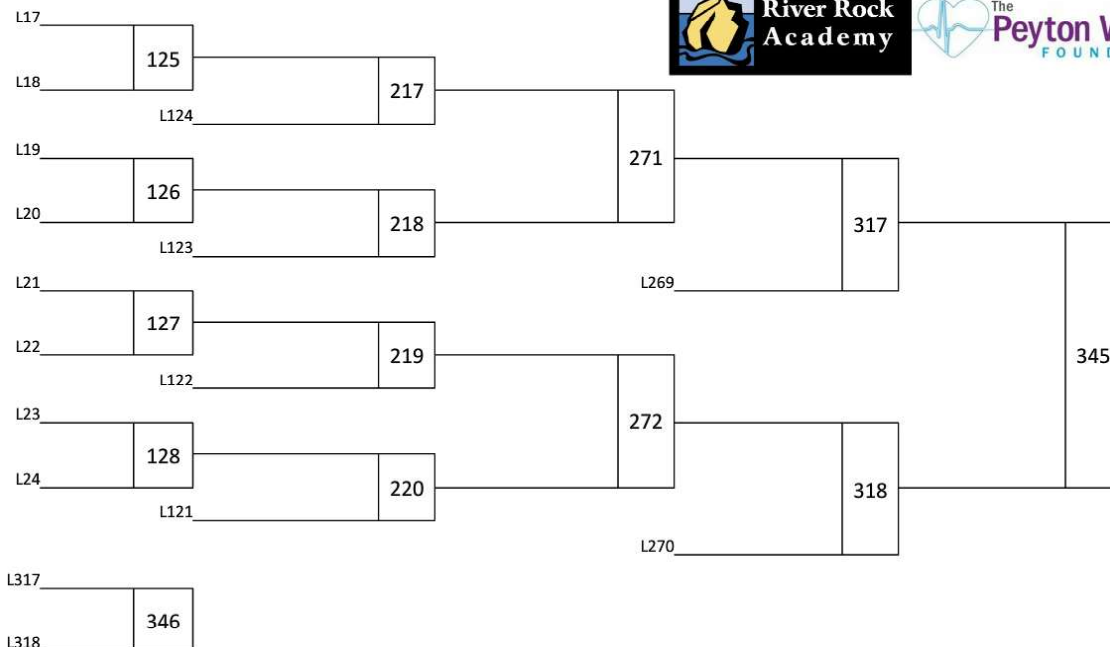 River Rock
Academy
The
Peyton
FOUND
L17
125
L18
L124
217
L19
126
L20
L123
218
271
L269
317
L21
127
L22
L122
219
L23
128
L24
L121
220
272
L270
318
345
L317
346
L318